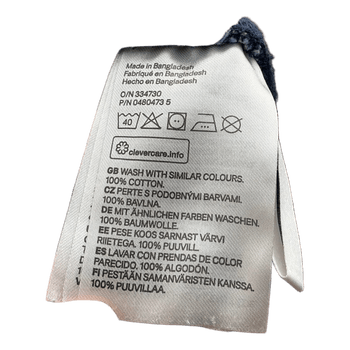 Made in Bangladesh
Fabriqué en Bangladesh
Hecho en Bangladesh
O/N 334730
P/N 0480473 5
40
clevercare.info
GB WASH WITH SIMILAR COLOURS.
100% COTTON.
CZ PERTE S PODOBNÝMI BARVAMI.
100% BAVLNA.
DE MIT ÄHNLICHEN FARBEN WASCHEN.
100% BAUMWOLLE.
EE PESE KOOS SARNAST VÄRVI
RIIETEGA. 100% PUUVILL.
ES LAVAR CON PRENDAS DE COLOR
PARECIDO. 100% ALGODÓN.
FI PESTÄÄN SAMANVÄRISTEN KANSSA.
100% PUUVILLAA.